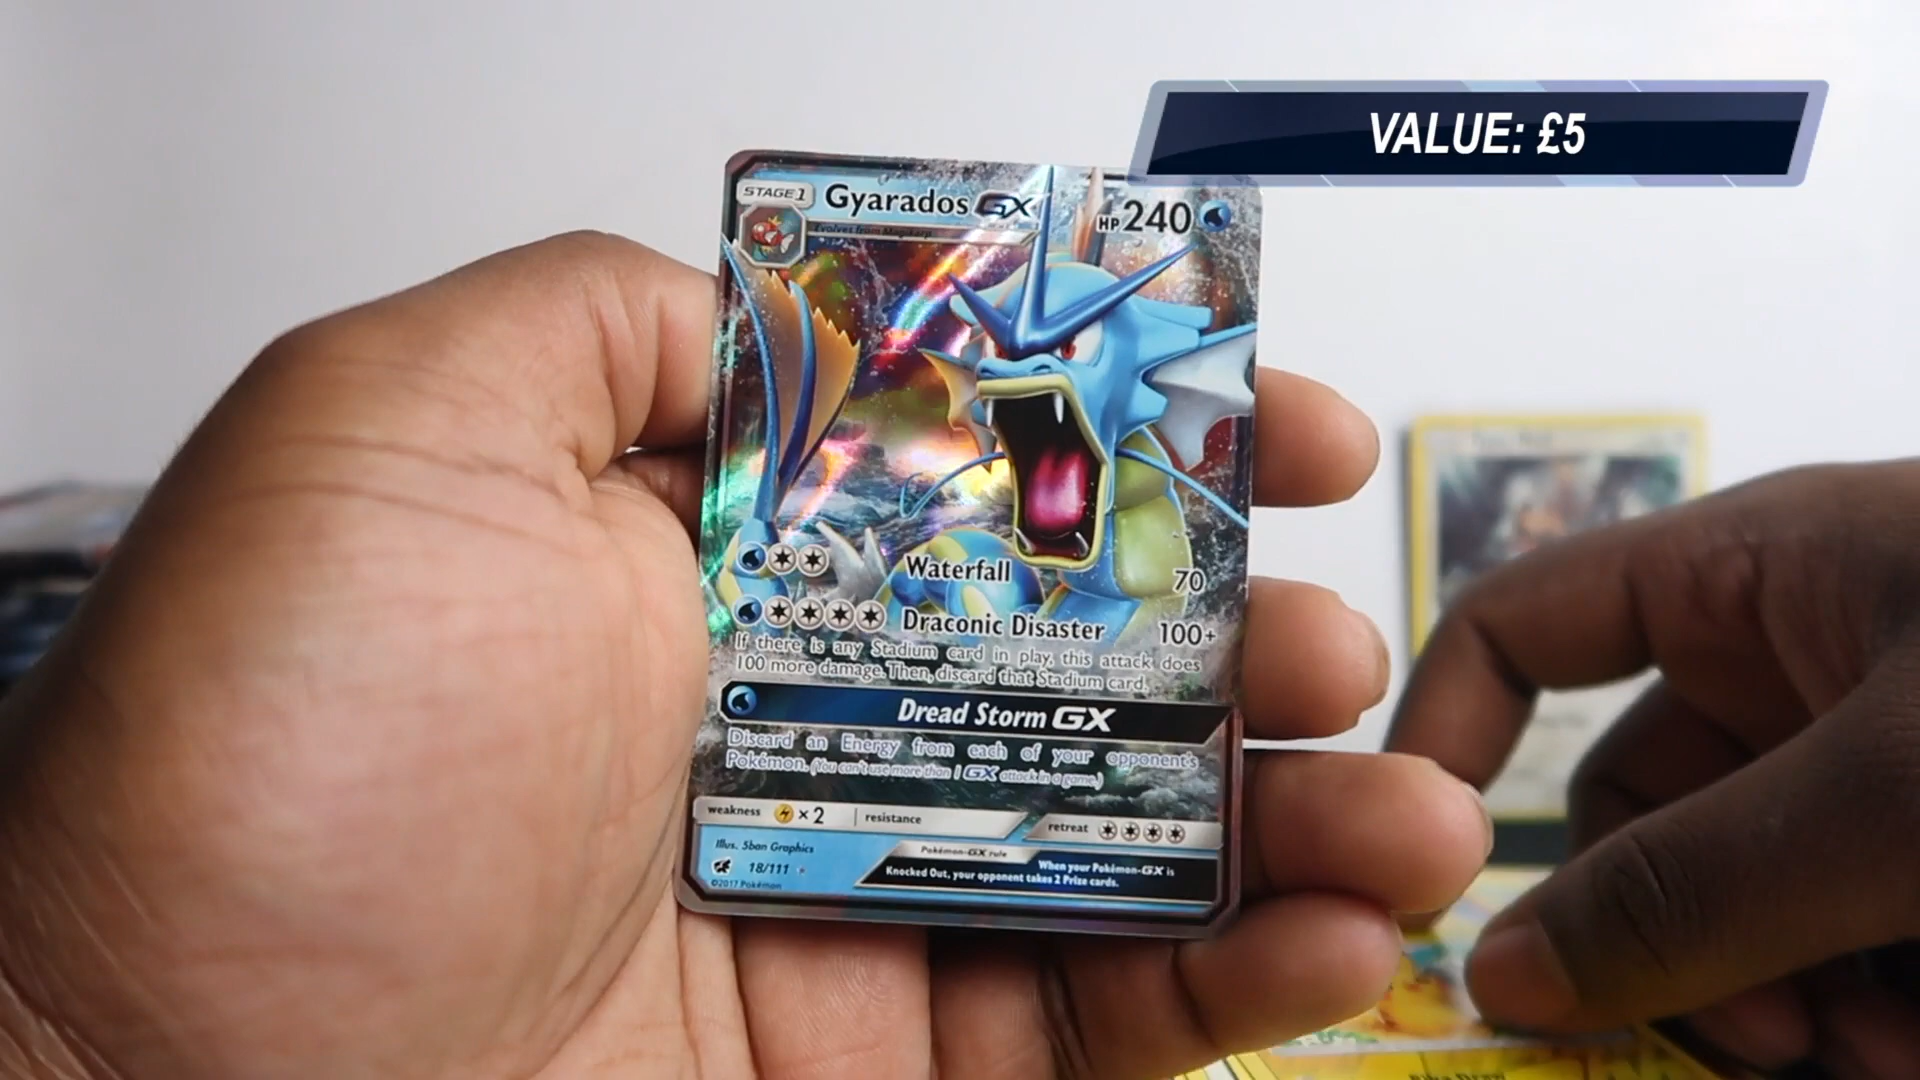 VALUE: £5
STAGE 1
Gyarados GX
HP 240
Evolves from Magikarp
Waterfall 70
Draconic Disaster 100+
If there is any Stadium card in play, this attack does
100 more damage. Then, discard that Stadium card.
Dread Storm GX
Discard an Energy from each of your opponent's
Pokémon. (You can't use more than 1 GX attack in a game.)
weakness ×2 resistance retreat
Illus. 5ban Graphics
18/111
©2017 Pokémon
Pokémon-GX rule
When your Pokémon-GX is
Knocked Out, your opponent takes 2 Prize cards.